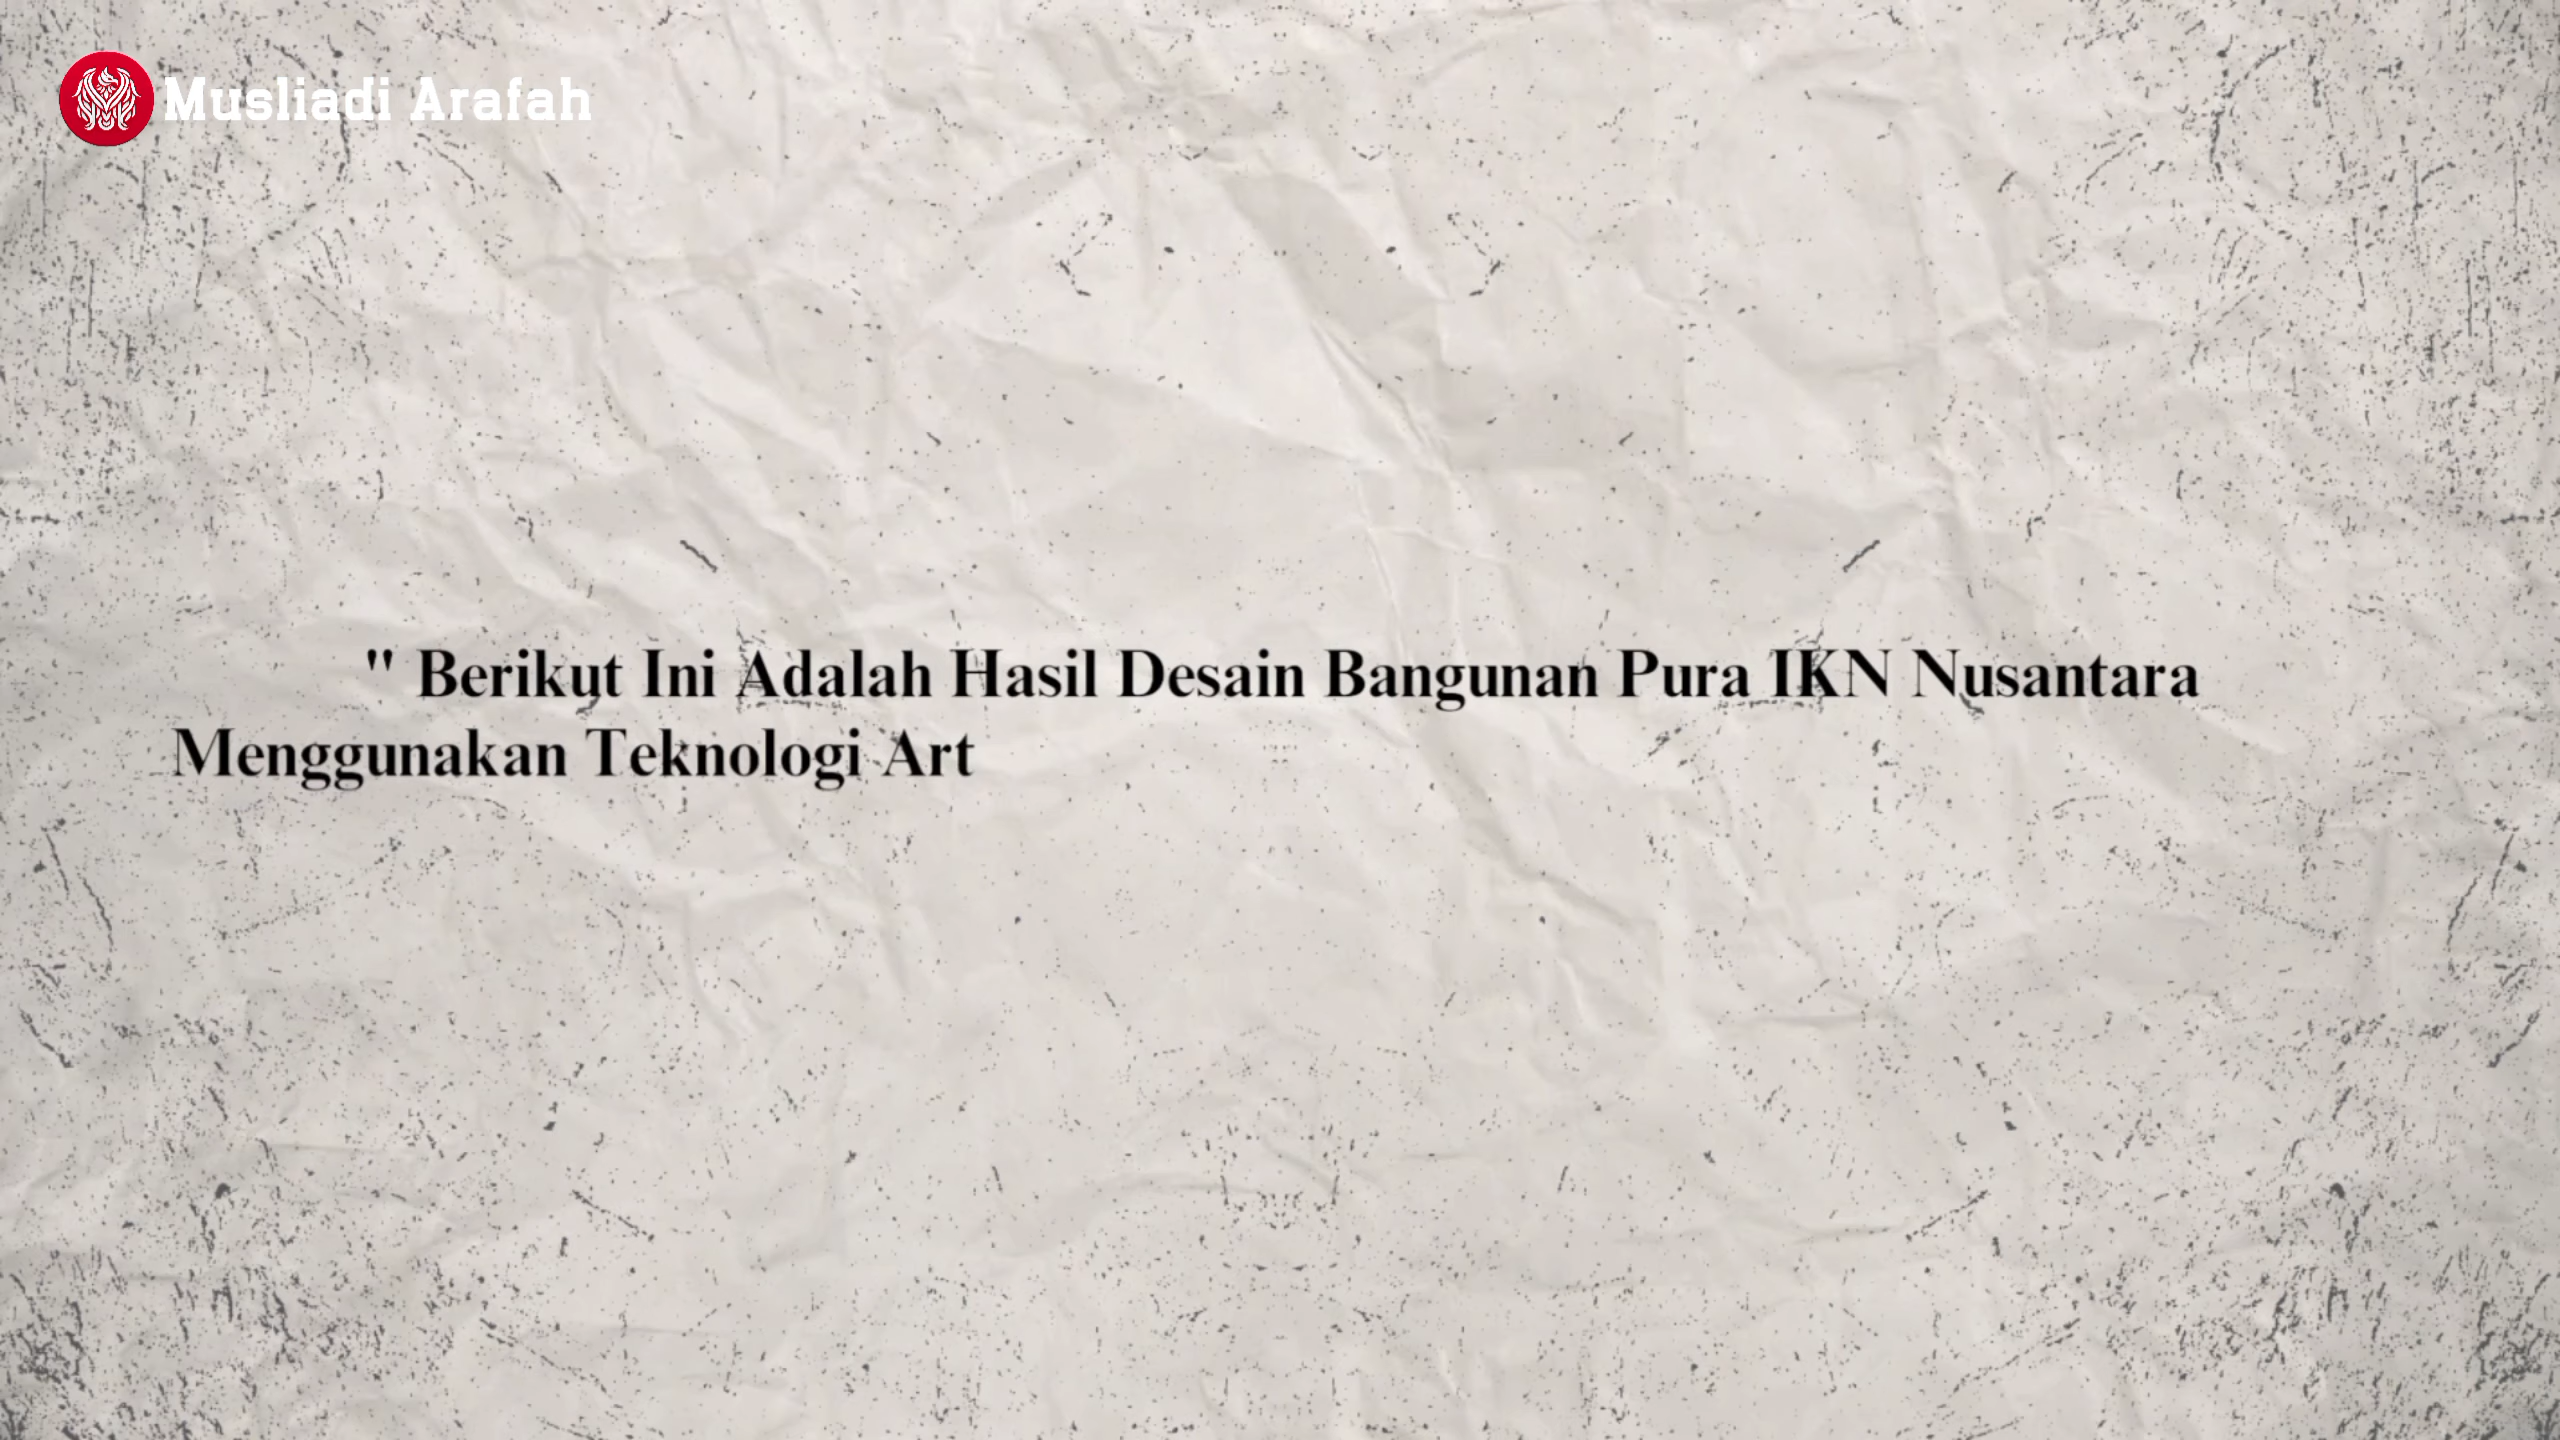 Musliadi Arafah
" Berikut Ini Adalah Hasil Desain Bangunan Pura IKN Nusantara
Menggunakan Teknologi Art